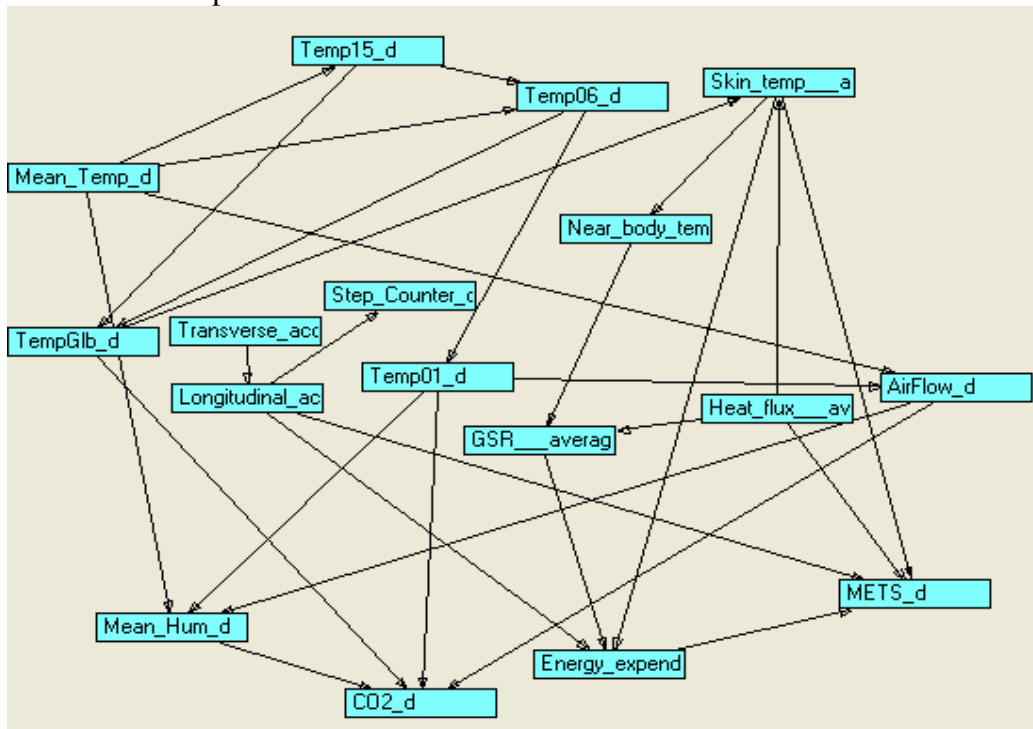 Temp15_d
Skin_temp___a
Temp06_d
Mean_Temp_d
Near_body_tem
Step_Counter_c
Transverse_acc
TempGlb_d
Temp01_d
Longitudinal_ac
AirFlow_d
Heat_flux___av
GSR___averag
METS_d
Mean_Hum_d
Energy_expend
CO2_d